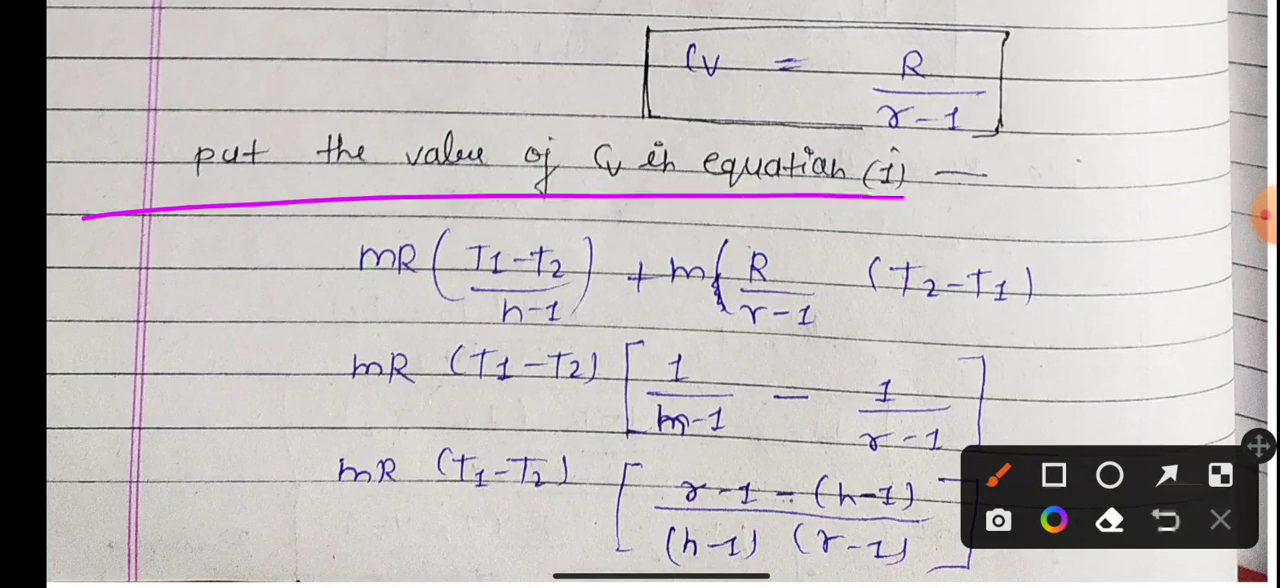 Cv = R / γ-1
put the value of Cv in equation (1) —
mR ( T1-T2 / n-1 ) + m ( R / γ-1 (T2-T1)
mR (T1-T2) [ 1 / n-1 - 1 / γ-1 ]
mR (T1-T2) [ γ-1 - (n-1) / (n-1) (γ-1) ]